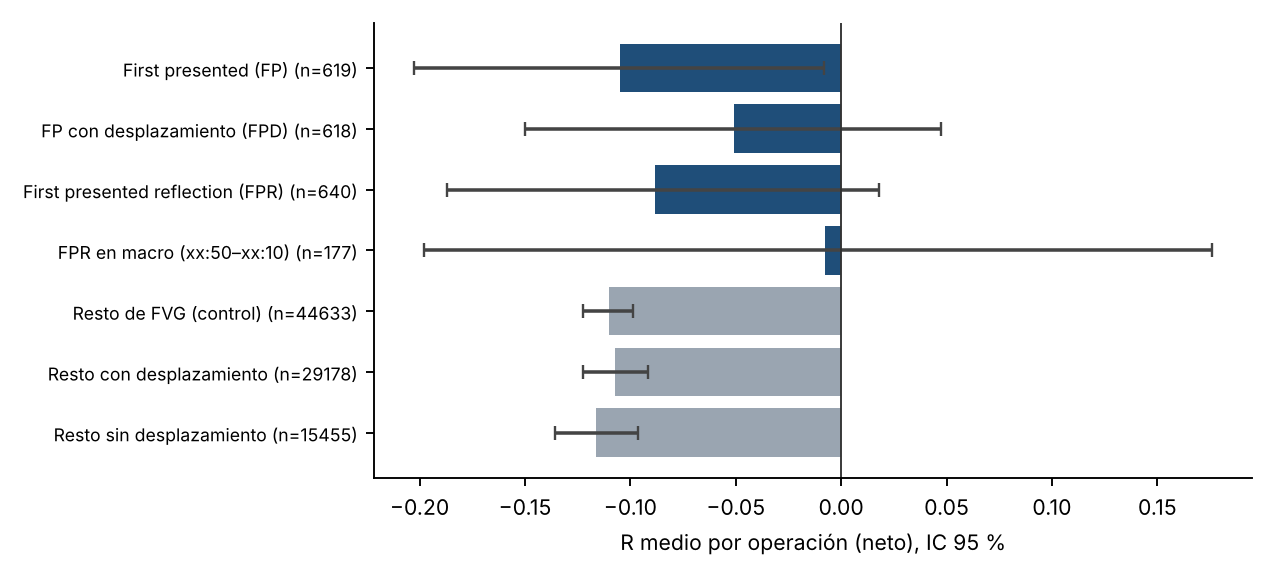 First presented (FP) (n=619)
FP con desplazamiento (FPD) (n=618)
First presented reflection (FPR) (n=640)
FPR en macro (xx:50–xx:10) (n=177)
Resto de FVG (control) (n=44633)
Resto con desplazamiento (n=29178)
Resto sin desplazamiento (n=15455)
−0.20 −0.15 −0.10 −0.05 0.00 0.05 0.10 0.15
R medio por operación (neto), IC 95 %